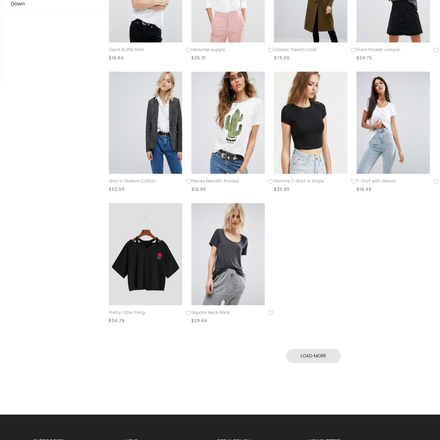 Gown
Esprit Ruffle Shirt
Herschel supply
Classic Trench Coat
Front Pocket Jumper
$16.64
$35.31
$75.00
$34.75
Shirt in Stretch Cotton
Pieces Metallic Printed
Femme T-Shirt in Stripe
T-Shirt with Sleeve
$52.66
$18.96
$25.85
$18.49
Pretty Little Thing
Square Neck Back
$54.79
$29.64
LOAD MORE